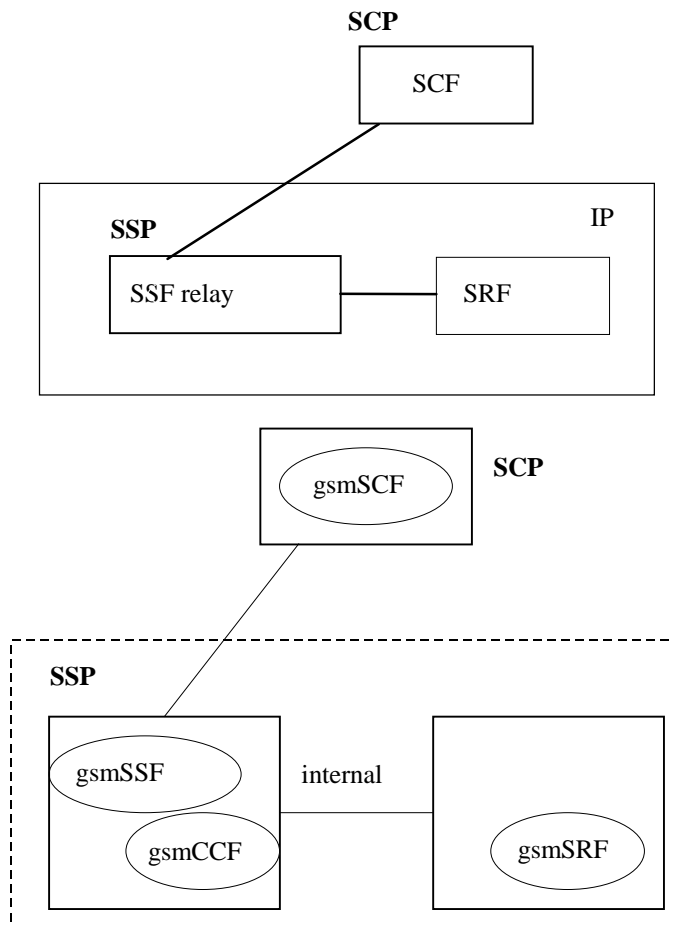 SCP
SCF
IP
SSP
SSF relay
SRF
gsmSCF
SCP
SSP
gsmSSF
internal
gsmCCF
gsmSRF